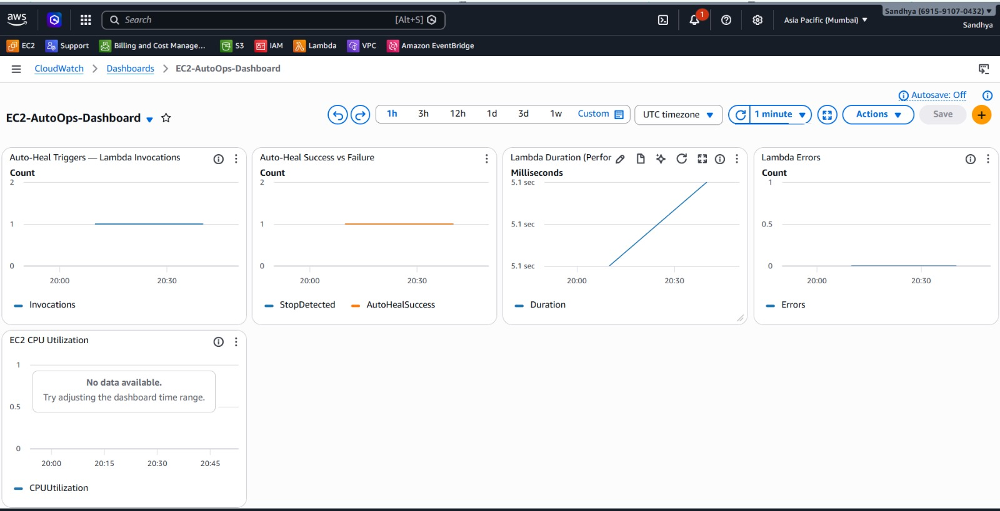 aws
Search
[Alt+S]
1
Asia Pacific (Mumbai)
Sandhya (6915-9107-0432)
Sandhya
EC2
Support
Billing and Cost Manage...
S3
IAM
Lambda
VPC
Amazon EventBridge
CloudWatch
Dashboards
EC2-AutoOps-Dashboard
Autosave: Off
EC2-AutoOps-Dashboard
1h
3h
12h
1d
3d
1w
Custom
UTC timezone
1 minute
Actions
Save
Auto-Heal Triggers — Lambda Invocations
Count
2
1
0
20:00
20:30
Invocations
Auto-Heal Success vs Failure
Count
2
1
0
20:00
20:30
StopDetected
AutoHealSuccess
Lambda Duration (Perfor
Milliseconds
5.1 sec
5.1 sec
5.1 sec
20:00
20:30
Duration
Lambda Errors
Count
1
0.5
0
20:00
20:30
Errors
EC2 CPU Utilization
1
No data available.
Try adjusting the dashboard time range.
0.5
0
20:00
20:15
20:30
20:45
CPUUtilization